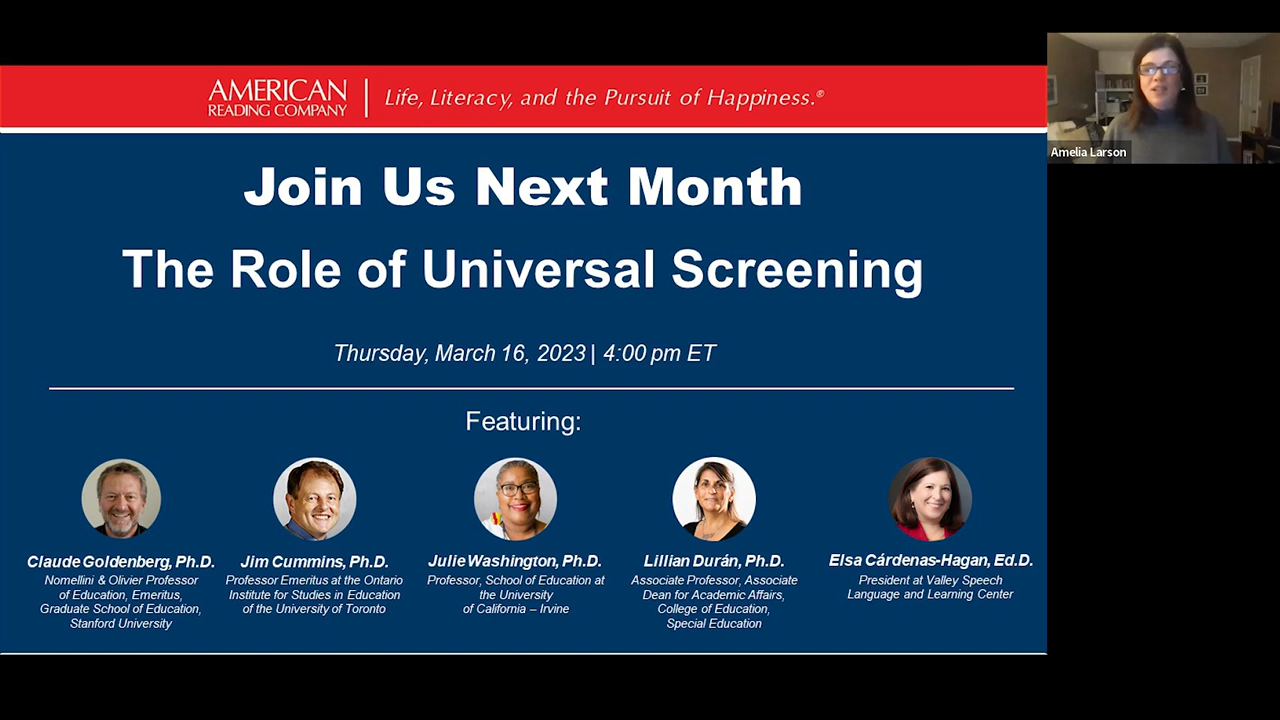 AMERICAN
READING COMPANY
Life, Literacy, and the Pursuit of Happiness.®
Amelia Larson
Join Us Next Month
The Role of Universal Screening
Thursday, March 16, 2023 | 4:00 pm ET
Featuring:
Claude Goldenberg, Ph.D.
Nomellini & Olivier Professor
of Education, Emeritus,
Graduate School of Education,
Stanford University
Jim Cummins, Ph.D.
Professor Emeritus at the Ontario
Institute for Studies in Education
of the University of Toronto
Julie Washington, Ph.D.
Professor, School of Education at
the University
of California – Irvine
Lillian Durán, Ph.D.
Associate Professor, Associate
Dean for Academic Affairs,
College of Education,
Special Education
Elsa Cárdenas-Hagan, Ed.D.
President at Valley Speech
Language and Learning Center